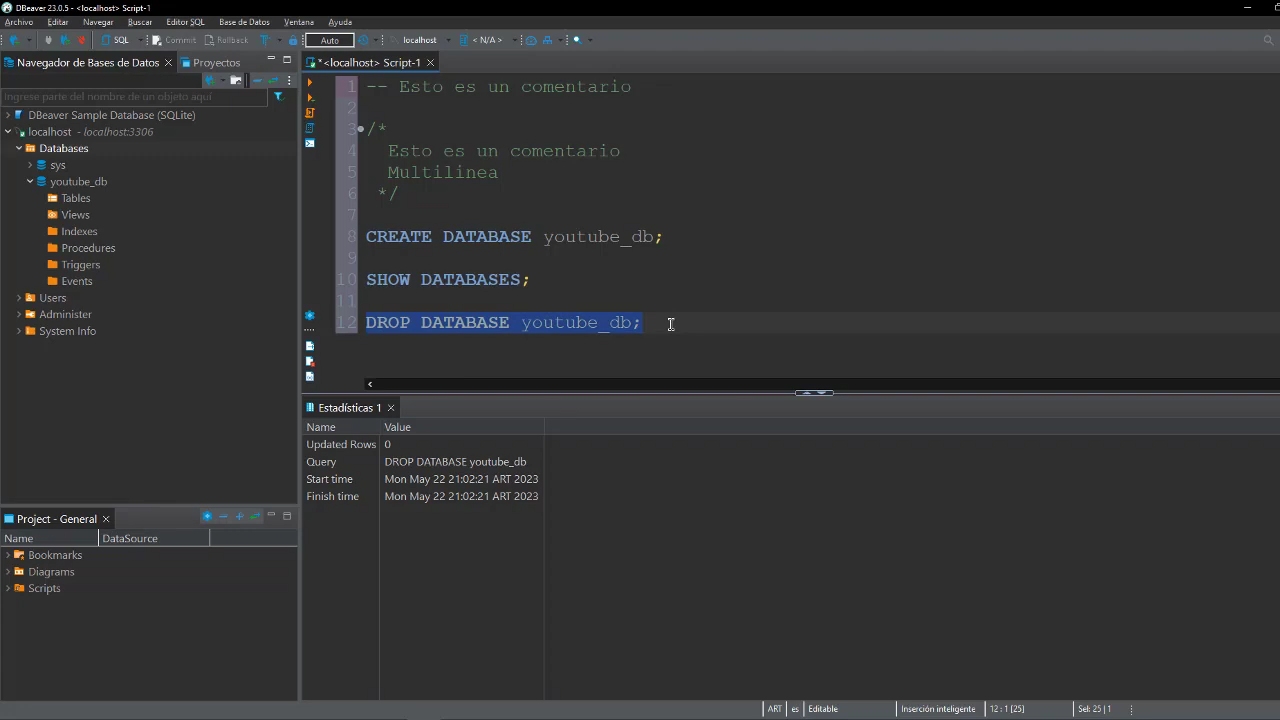 DBeaver 23.0.5 - <localhost> Script-1
Archivo Editar Navegar Buscar Editor SQL Base de Datos Ventana Ayuda
SQL Commit Rollback Auto localhost < N/A >
Navegador de Bases de Datos Proyectos
*<localhost> Script-1
Ingrese parte del nombre de un objeto aquí
DBeaver Sample Database (SQLite)
localhost - localhost:3306
Databases
sys
youtube_db
Tables
Views
Indexes
Procedures
Triggers
Events
Users
Administer
System Info
1 -- Esto es un comentario
2
3 /*
4 Esto es un comentario
5 Multilinea
6 */
7
8 CREATE DATABASE youtube_db;
9
10 SHOW DATABASES;
11
12 DROP DATABASE youtube_db;
Estadísticas 1
Name Value
Updated Rows 0
Query DROP DATABASE youtube_db
Start time Mon May 22 21:02:21 ART 2023
Finish time Mon May 22 21:02:21 ART 2023
Project - General
Name DataSource
Bookmarks
Diagrams
Scripts
ART es Editable Inserción inteligente 12 : 1 [25] Sel: 25 | 1